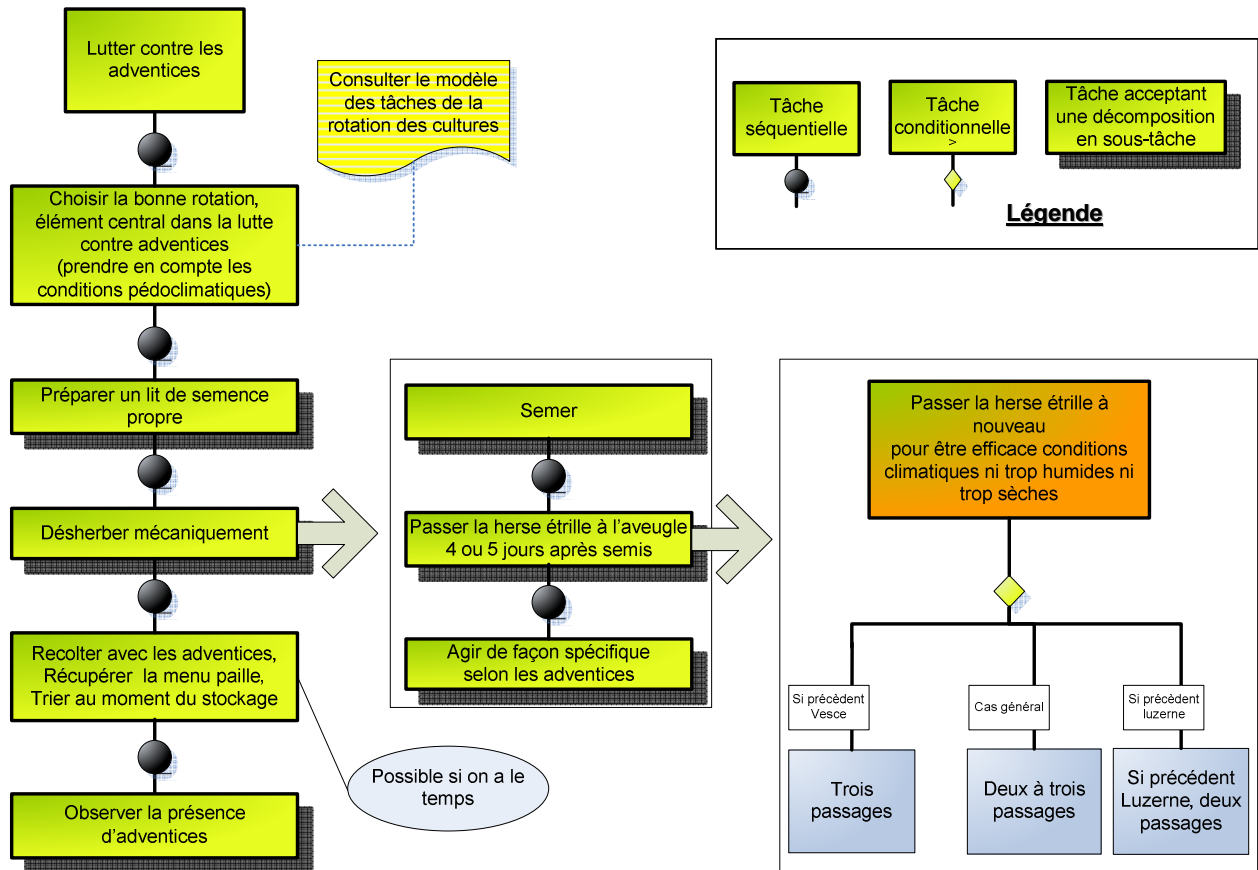 Lutter contre les
adventices
Consulter le modèle
des tâches de la
rotation des cultures
Tâche
séquentielle
Tâche
conditionnelle
>
Tâche acceptant
une décomposition
en sous-tâche
Légende
Choisir la bonne rotation,
élément central dans la lutte
contre adventices
(prendre en compte les
conditions pédoclimatiques)
Préparer un lit de semence
propre
Désherber mécaniquement
Recolter avec les adventices,
Récupérer la menu paille,
Trier au moment du stockage
Possible si on a le
temps
Observer la présence
d'adventices
Semer
Passer la herse étrille à l'aveugle
4 ou 5 jours après semis
Agir de façon spécifique
selon les adventices
Passer la herse étrille à
nouveau
pour être efficace conditions
climatiques ni trop humides ni
trop sèches
Si précèdent
Vesce
Cas général
Si précèdent
luzerne
Trois
passages
Deux à trois
passages
Si précédent
Luzerne, deux
passages